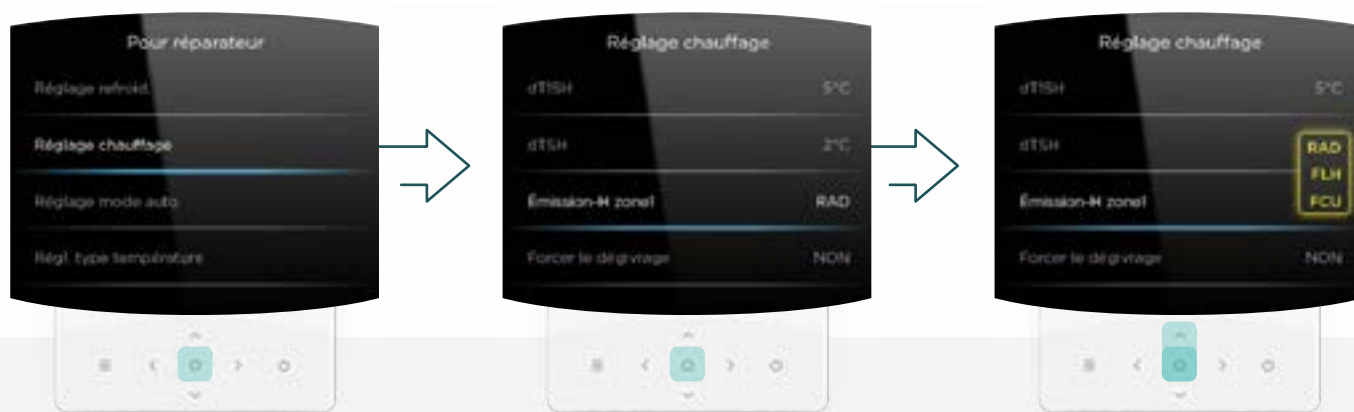 Pour réparateur
Réglage refroid.
Réglage chauffage
Réglage mode auto.
Régl. type température
Réglage chauffage
dT1SH 5°C
dTSH 2°C
Émission-H zone1 RAD
Forcer le dégivrage NON
Réglage chauffage
dT1SH 5°C
dTSH
RAD
FLH
Émission-H zone1 FCU
Forcer le dégivrage NON